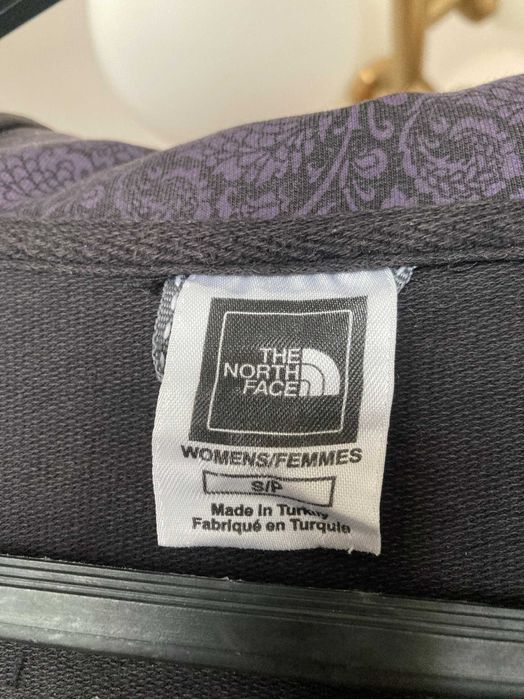 THE
NORTH
FACE
WOMENS/FEMMES
S/P
Made in Turkey
Fabriqué en Turquie